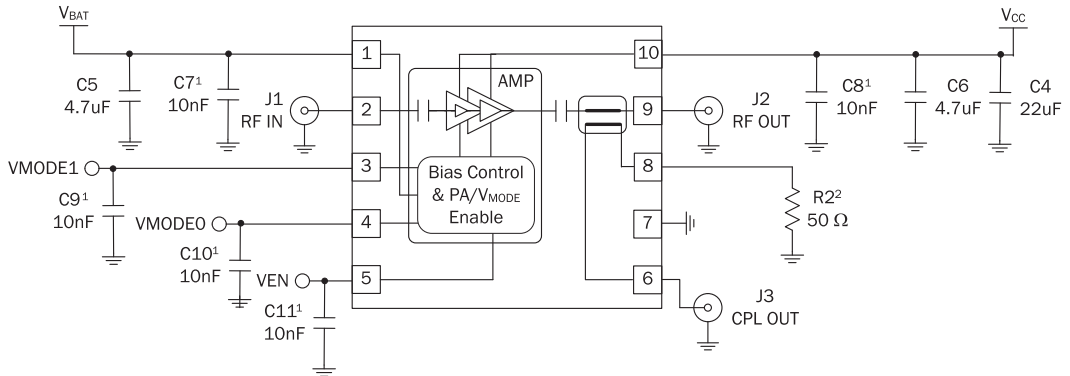 VBAT
VCC
C5
4.7uF
C7¹
10nF
J1
RF IN
1
2
3
4
5
AMP
Bias Control
& PA/VMODE
Enable
10
9
8
7
6
C8¹
10nF
C6
4.7uF
C4
22uF
J2
RF OUT
VMODE1
C9¹
10nF
VMODE0
C10¹
10nF
VEN
C11¹
10nF
R2²
50 Ω
J3
CPL OUT